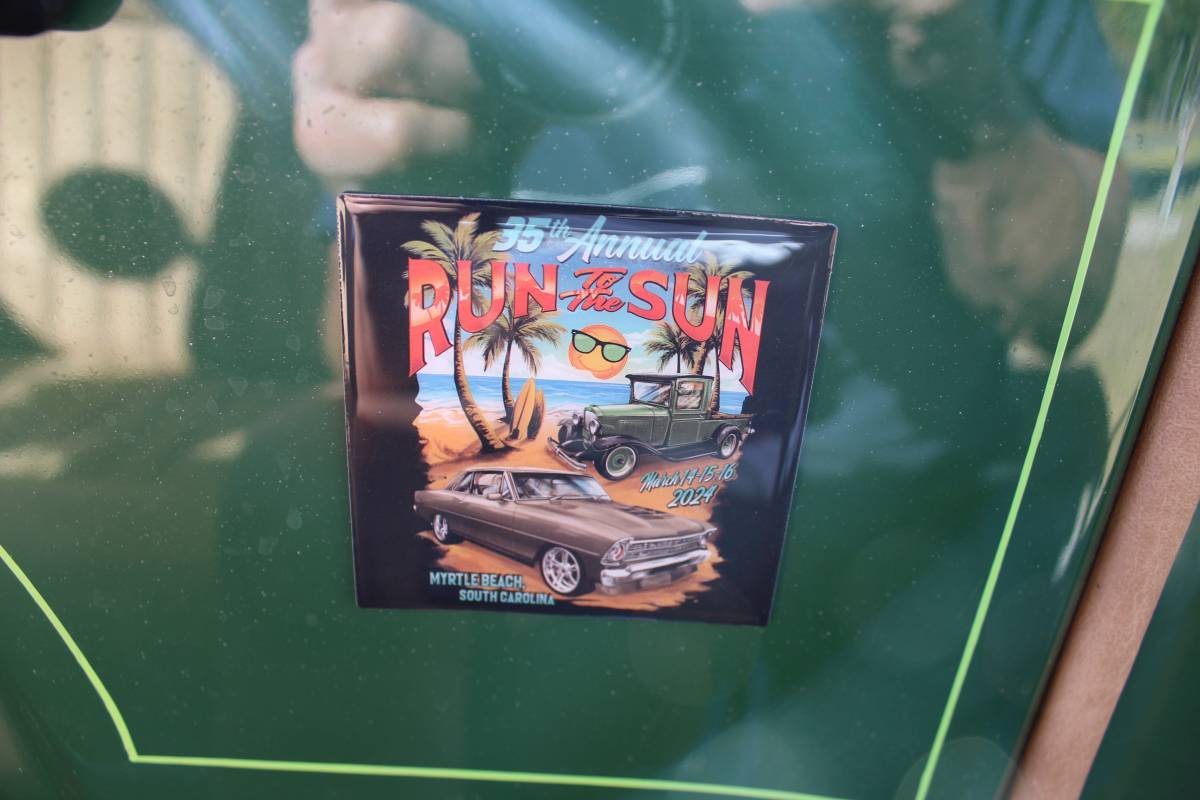 35th Annual
RUN To The SUN
March 14-15-16,
2024
MYRTLE BEACH,
SOUTH CAROLINA